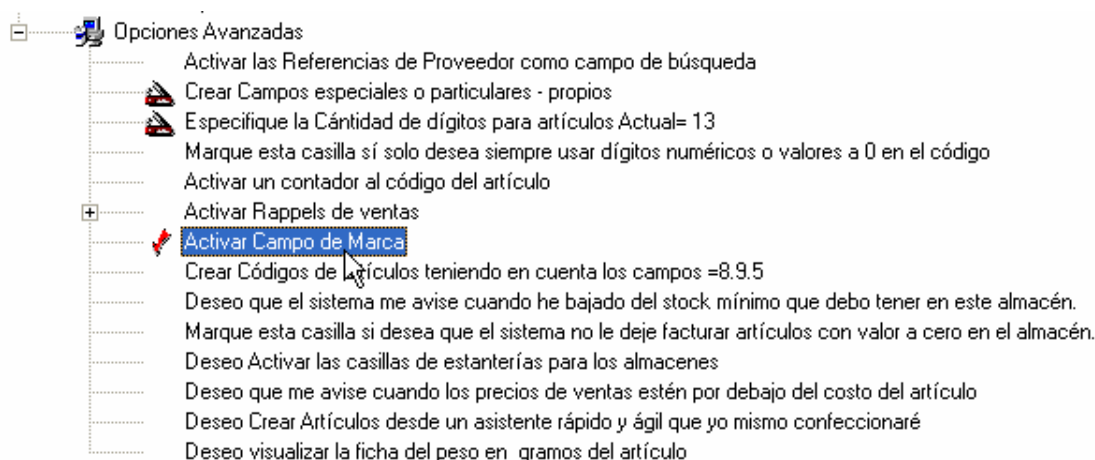 Opciones Avanzadas
Activar las Referencias de Proveedor como campo de búsqueda
Crear Campos especiales o particulares - propios
Especifique la Cántidad de dígitos para artículos Actual= 13
Marque esta casilla sí solo desea siempre usar dígitos numéricos o valores a 0 en el código
Activar un contador al código del artículo
Activar Rappels de ventas
Activar Campo de Marca
Crear Códigos de Artículos teniendo en cuenta los campos =8.9.5
Deseo que el sistema me avise cuando he bajado del stock mínimo que debo tener en este almacén.
Marque esta casilla si desea que el sistema no le deje facturar artículos con valor a cero en el almacén.
Deseo Activar las casillas de estanterías para los almacenes
Deseo que me avise cuando los precios de ventas estén por debajo del costo del artículo
Deseo Crear Artículos desde un asistente rápido y ágil que yo mismo confeccionaré
Deseo visualizar la ficha del peso en gramos del artículo